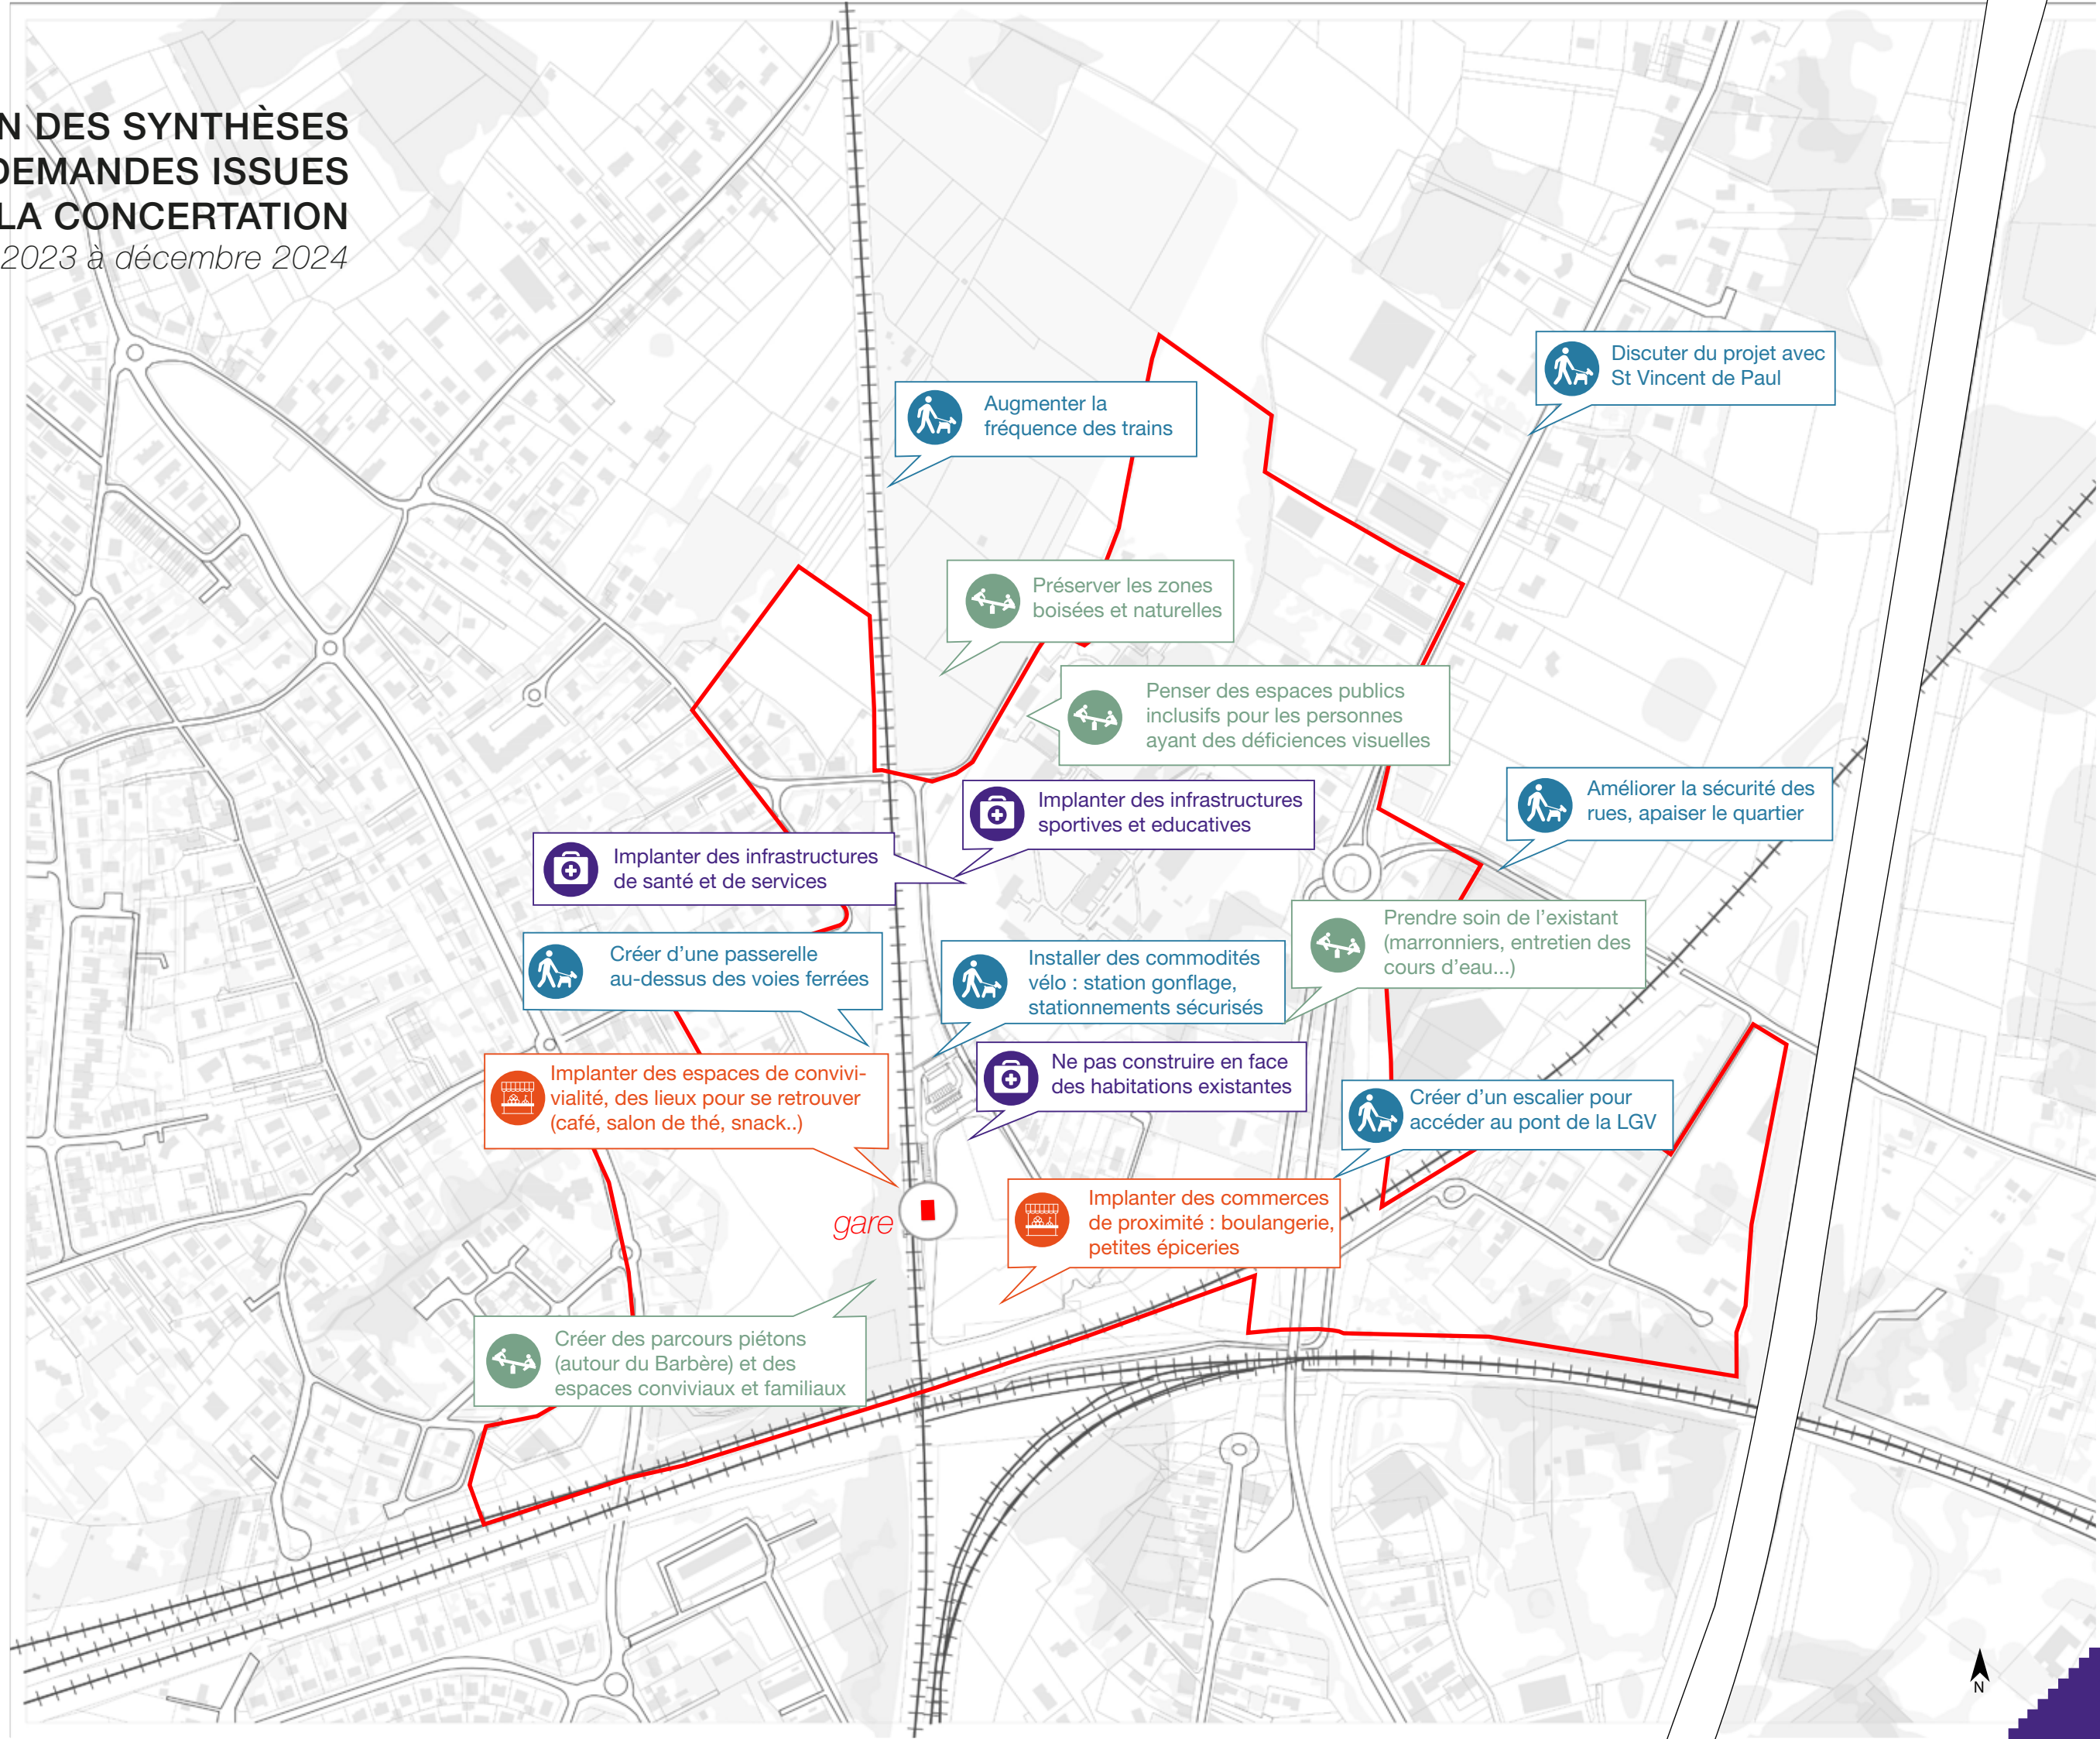 N DES SYNTHÈSES
DEMANDES ISSUES
LA CONCERTATION
2023 à décembre 2024
Discuter du projet avec
St Vincent de Paul
Augmenter la
fréquence des trains
Préserver les zones
boisées et naturelles
Penser des espaces publics
inclusifs pour les personnes
ayant des déficiences visuelles
Améliorer la sécurité des
rues, apaiser le quartier
Implanter des infrastructures
sportives et educatives
Implanter des infrastructures
de santé et de services
Prendre soin de l'existant
(marronniers, entretien des
cours d'eau...)
Créer d'une passerelle
au-dessus des voies ferrées
Installer des commodités
vélo : station gonflage,
stationnements sécurisés
Ne pas construire en face
des habitations existantes
Implanter des espaces de convivi-
vialité, des lieux pour se retrouver
(café, salon de thé, snack..)
Créer d'un escalier pour
accéder au pont de la LGV
Implanter des commerces
de proximité : boulangerie,
petites épiceries
gare
Créer des parcours piétons
(autour du Barbère) et des
espaces conviviaux et familiaux
N